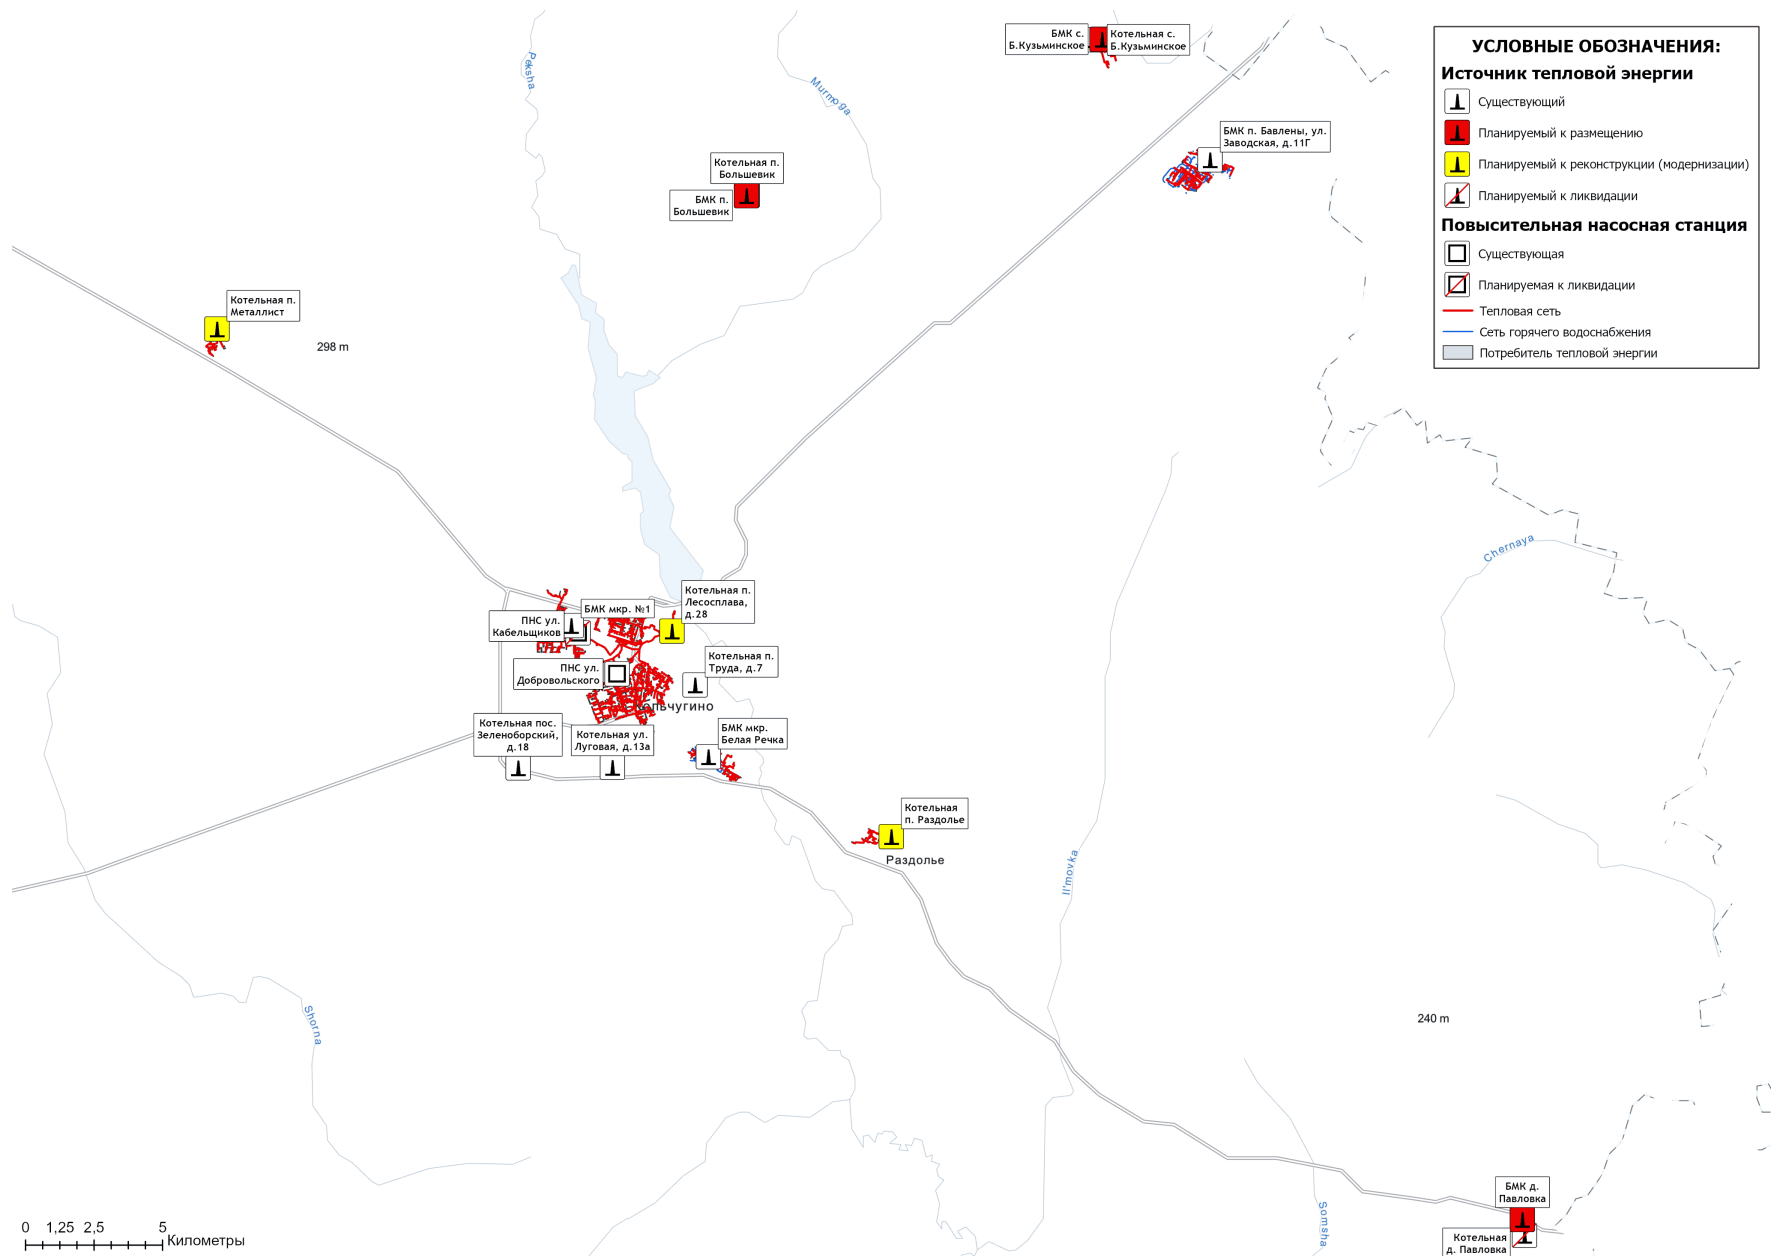 БМК с.
Б.Кузьминское
Котельная с.
Б.Кузьминское
УСЛОВНЫЕ ОБОЗНАЧЕНИЯ:
Источник тепловой энергии
Существующий
Планируемый к размещению
Планируемый к реконструкции (модернизации)
Планируемый к ликвидации
Повысительная насосная станция
Существующая
Планируемая к ликвидации
Тепловая сеть
Сеть горячего водоснабжения
Потребитель тепловой энергии
Peksha
Murmoga
БМК п. Бавлены, ул.
Заводская, д.11Г
Котельная п.
Большевик
БМК п.
Большевик
Котельная п.
Металлист
298 m
Chernaya
Котельная п.
Лесосплава,
д.28
БМК мкр. №1
ПНС ул.
Кабельщиков
ПНС ул.
Добровольского
Котельная п.
Труда, д.7
Кольчугино
Котельная пос.
Зеленоборский,
д.18
Котельная ул.
Луговая, д.13а
БМК мкр.
Белая Речка
Котельная
п. Раздолье
Раздолье
Il'movka
Shorna
240 m
БМК д.
Павловка
Котельная
д. Павловка
Somsha
0 1,25 2,5 5
Километры